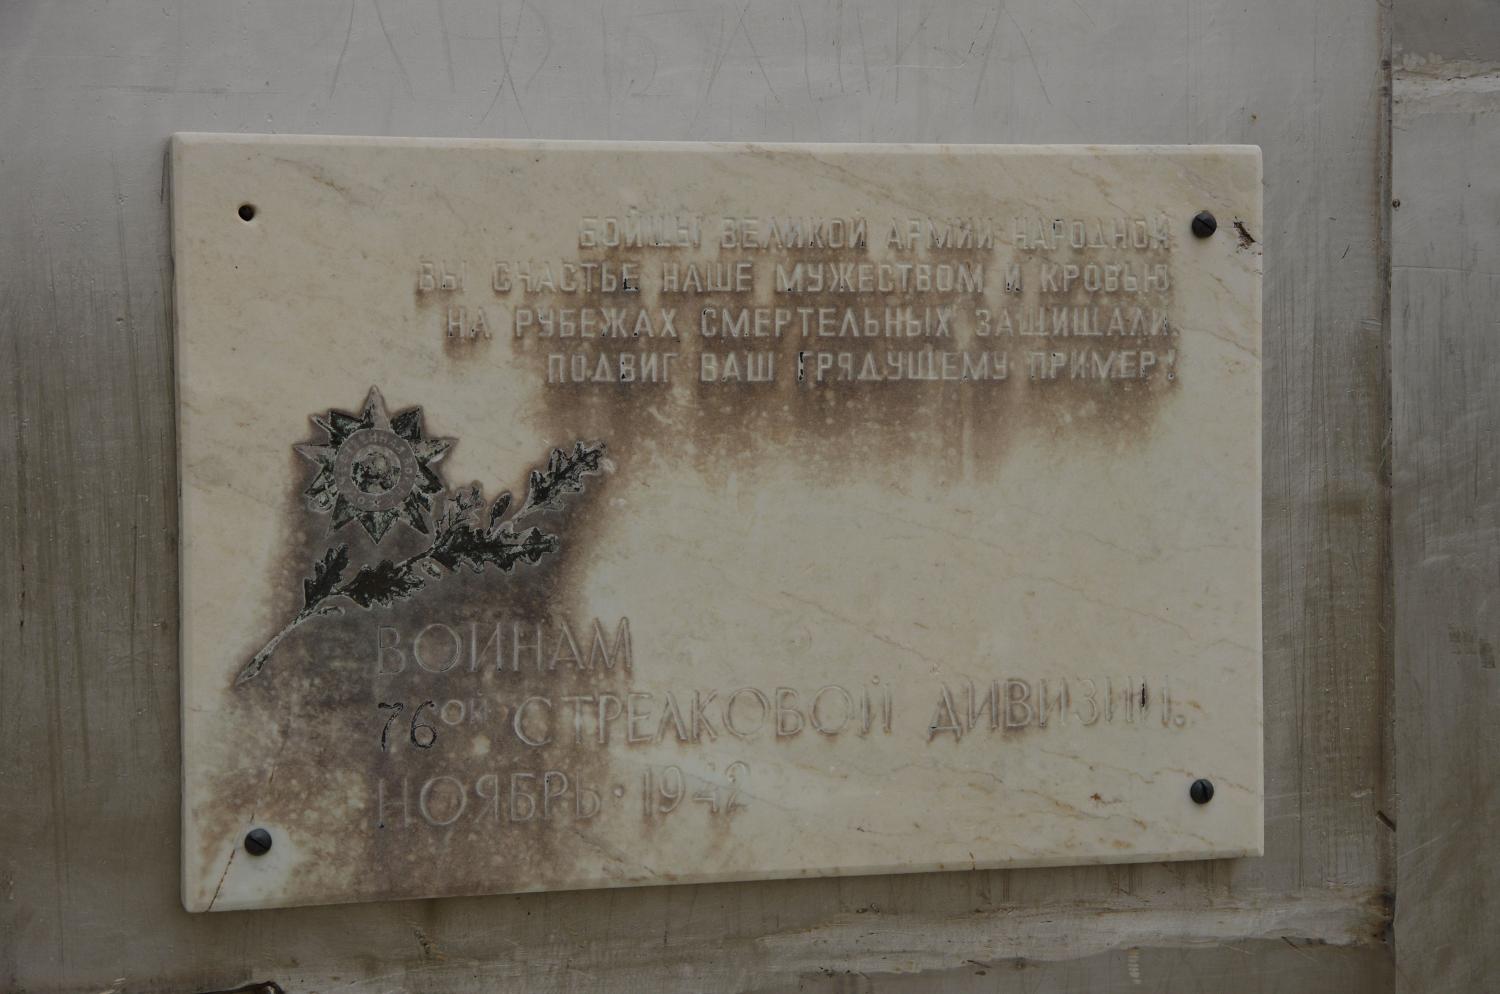 БОЙЦЫ ВЕЛИКОЙ АРМИИ НАРОДНОЙ
ВЫ СЧАСТЬЕ НАШЕ МУЖЕСТВОМ И КРОВЬЮ
НА РУБЕЖАХ СМЕРТЕЛЬНЫХ ЗАЩИЩАЛИ.
ПОДВИГ ВАШ ГРЯДУЩЕМУ ПРИМЕР!
ВОИНАМ
76ОЙ СТРЕЛКОВОЙ ДИВИЗИИ.
НОЯБРЬ · 1942